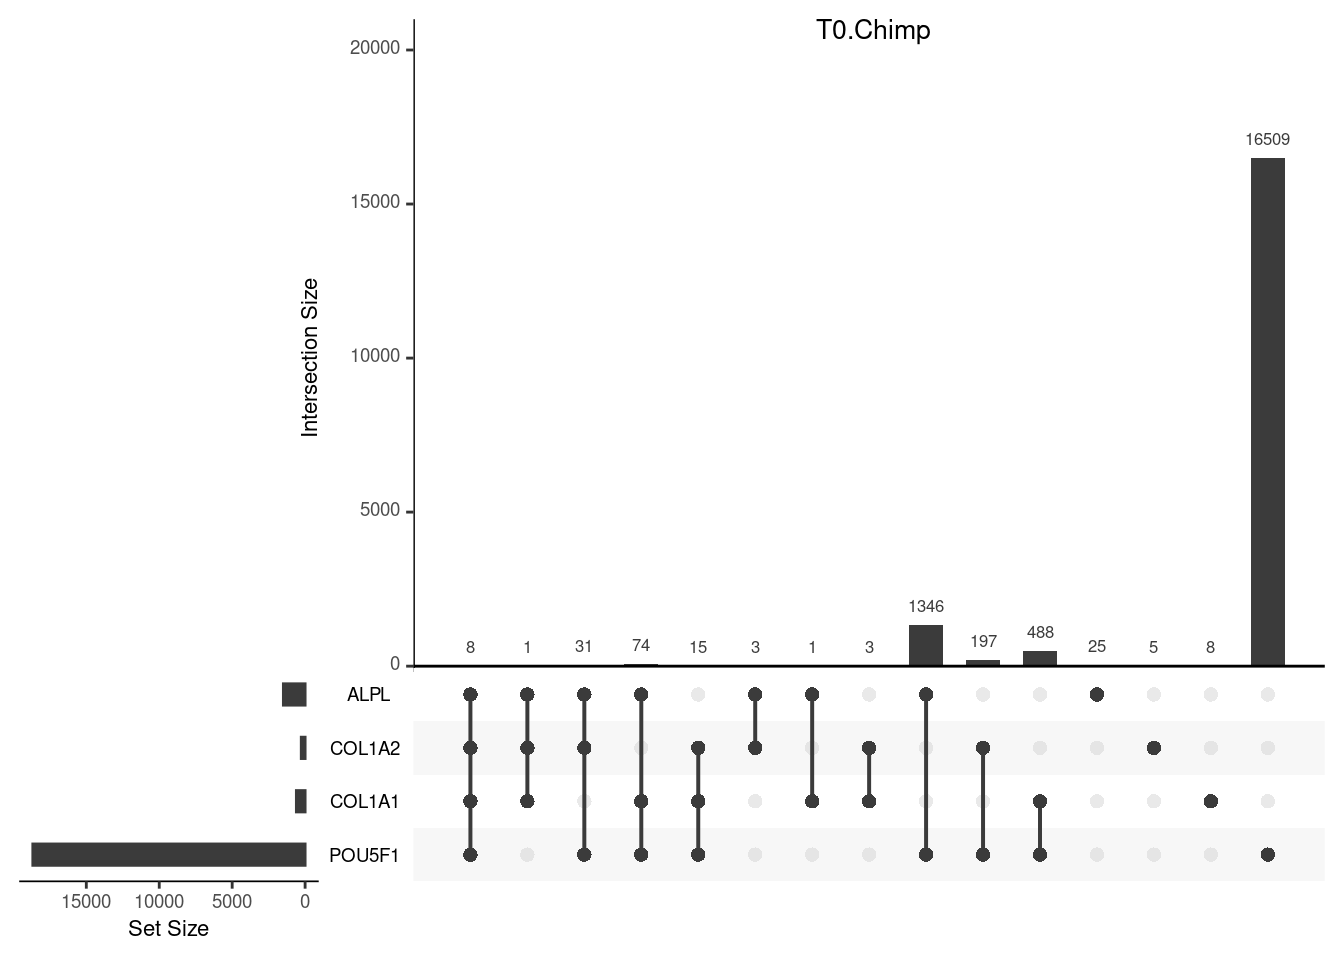 T0.Chimp
20000
15000
10000
5000
0
Intersection Size
16509
1346
8 1 31 74 15 3 1 3 197 488 25 5 8
ALPL
COL1A2
COL1A1
POU5F1
15000 10000 5000 0
Set Size